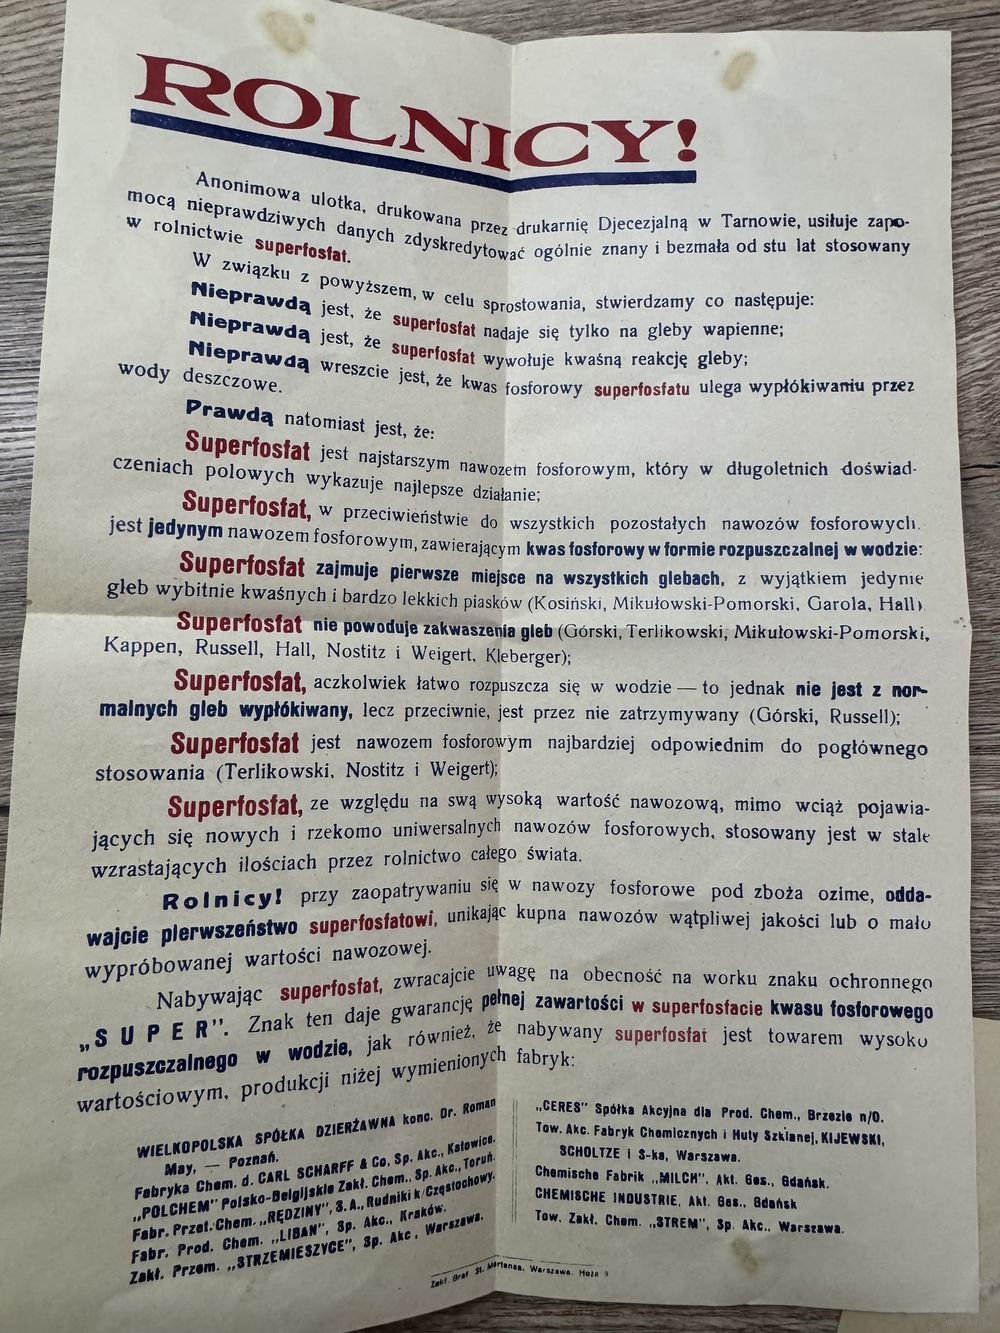 ROLNICY!
Anonimowa ulotka, drukowana przez drukarnię Djecezjalną w Tarnowie, usiłuje zapo-
mocą nieprawdziwych danych zdyskredytować ogólnie znany i bezmała od stu lat stosowany
w rolnictwie superfosfat.
W związku z powyższem, w celu sprostowania, stwierdzamy co następuje:
Nieprawdą jest, że superfosfat nadaje się tylko na gleby wapienne;
Nieprawdą jest, że superfosfat wywołuje kwaśną reakcję gleby;
Nieprawdą wreszcie jest, że kwas fosforowy superfosfatu ulega wypłókiwaniu przez
wody deszczowe.
Prawdą natomiast jest, że:
Superfosfat jest najstarszym nawozem fosforowym, który w długoletnich doświad-
czeniach polowych wykazuje najlepsze działanie;
Superfosfat, w przeciwieństwie do wszystkich pozostałych nawozów fosforowych.
jest jedynym nawozem fosforowym, zawierającym kwas fosforowy w formie rozpuszczalnej w wodzie:
Superfosfat zajmuje pierwsze miejsce na wszystkich glebach, z wyjątkiem jedynie
gleb wybitnie kwaśnych i bardzo lekkich piasków (Kosiński, Mikułowski-Pomorski, Garola, Hall)
Superfosfat nie powoduje zakwaszenia gleb (Górski, Terlikowski, Mikułowski-Pomorski,
Kappen, Russell, Hall, Nostitz i Weigert, Kleberger);
Superfosfat, aczkolwiek łatwo rozpuszcza się w wodzie — to jednak nie jest z nor-
malnych gleb wypłókiwany, lecz przeciwnie, jest przez nie zatrzymywany (Górski, Russell);
Superfosfat jest nawozem fosforowym najbardziej odpowiednim do pogłównego
stosowania (Terlikowski, Nostitz i Weigert);
Superfosfat, ze względu na swą wysoką wartość nawozową, mimo wciąż pojawia-
jących się nowych i rzekomo uniwersalnych nawozów fosforowych, stosowany jest w stale
wzrastających ilościach przez rolnictwo całego świata.
Rolnicy! przy zaopatrywaniu się w nawozy fosforowe pod zboża ozime, odda-
wajcie pierwszeństwo superfosfatowi, unikając kupna nawozów wątpliwej jakości lub o mało
wypróbowanej wartości nawozowej.
Nabywając superfosfat, zwracajcie uwagę na obecność na worku znaku ochronnego
„SUPER". Znak ten daje gwarancję pełnej zawartości w superfosfacie kwasu fosforowego
rozpuszczalnego w wodzie, jak również, że nabywany superfosfat jest towarem wysoko
wartościowym, produkcji niżej wymienionych fabryk:
WIELKOPOLSKA SPÓŁKA DZIERŻAWNA konc. Dr. Roman
May, — Poznań.
Fabryka Chem. d. CARL SCHARFF & Co, Sp. Akc., Katowice.
„POLCHEM" Polsko-Belgijskie Zakł. Chem., Sp. Akc., Toruń.
Fabr. Przet. Chem. „RĘDZINY", S.A., Rudniki k/Częstochowy.
Fabr. Prod. Chem. „LIBAN", Sp. Akc., Kraków.
Zakł. Przem. „STRZEMIESZYCE", Sp. Akc, Warszawa.
„CERES" Spółka Akcyjna dla Prod. Chem., Brzezie n/O.
Tow. Akc. Fabryk Chemicznych i Huty Szklanej, KIJEWSKI,
SCHOLTZE i S-ka, Warszawa.
Chemische Fabrik „MILCH", Akt. Ges., Gdańsk.
CHEMISCHE INDUSTRIE, Akt. Ges., Gdańsk
Tow. Zakł. Chem. „STREM", Sp. Akc., Warszawa.
Zakł. Graf. St. Mertensa, Warszawa. Hoża 9